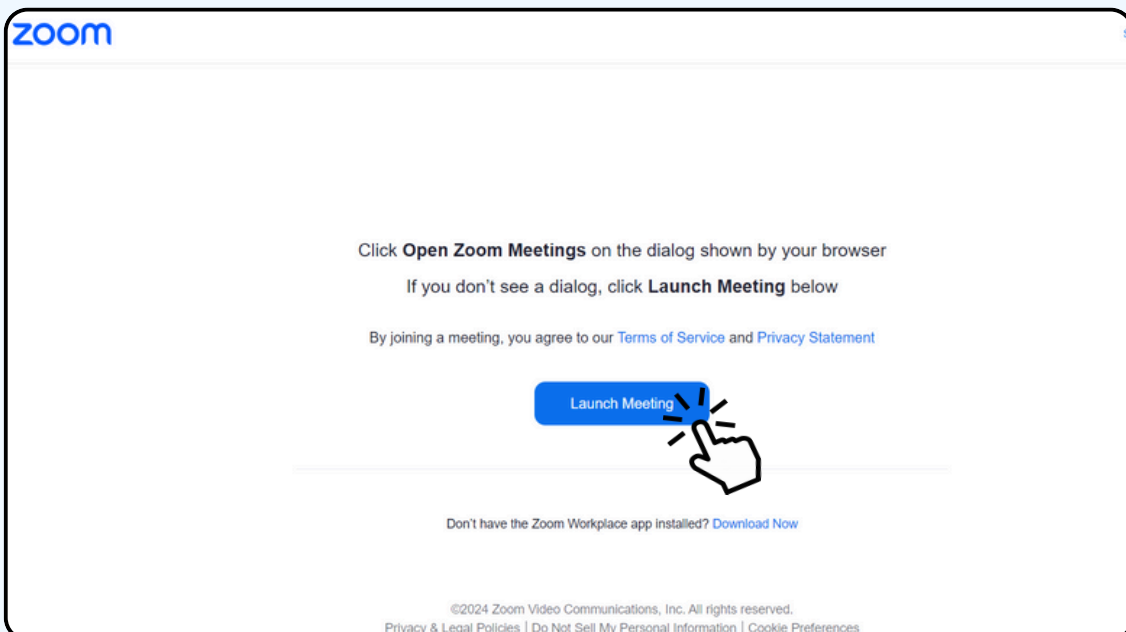 zoom
Click Open Zoom Meetings on the dialog shown by your browser
If you don't see a dialog, click Launch Meeting below
By joining a meeting, you agree to our Terms of Service and Privacy Statement
Launch Meeting
Don't have the Zoom Workplace app installed? Download Now
©2024 Zoom Video Communications, Inc. All rights reserved.
Privacy & Legal Policies | Do Not Sell My Personal Information | Cookie Preferences